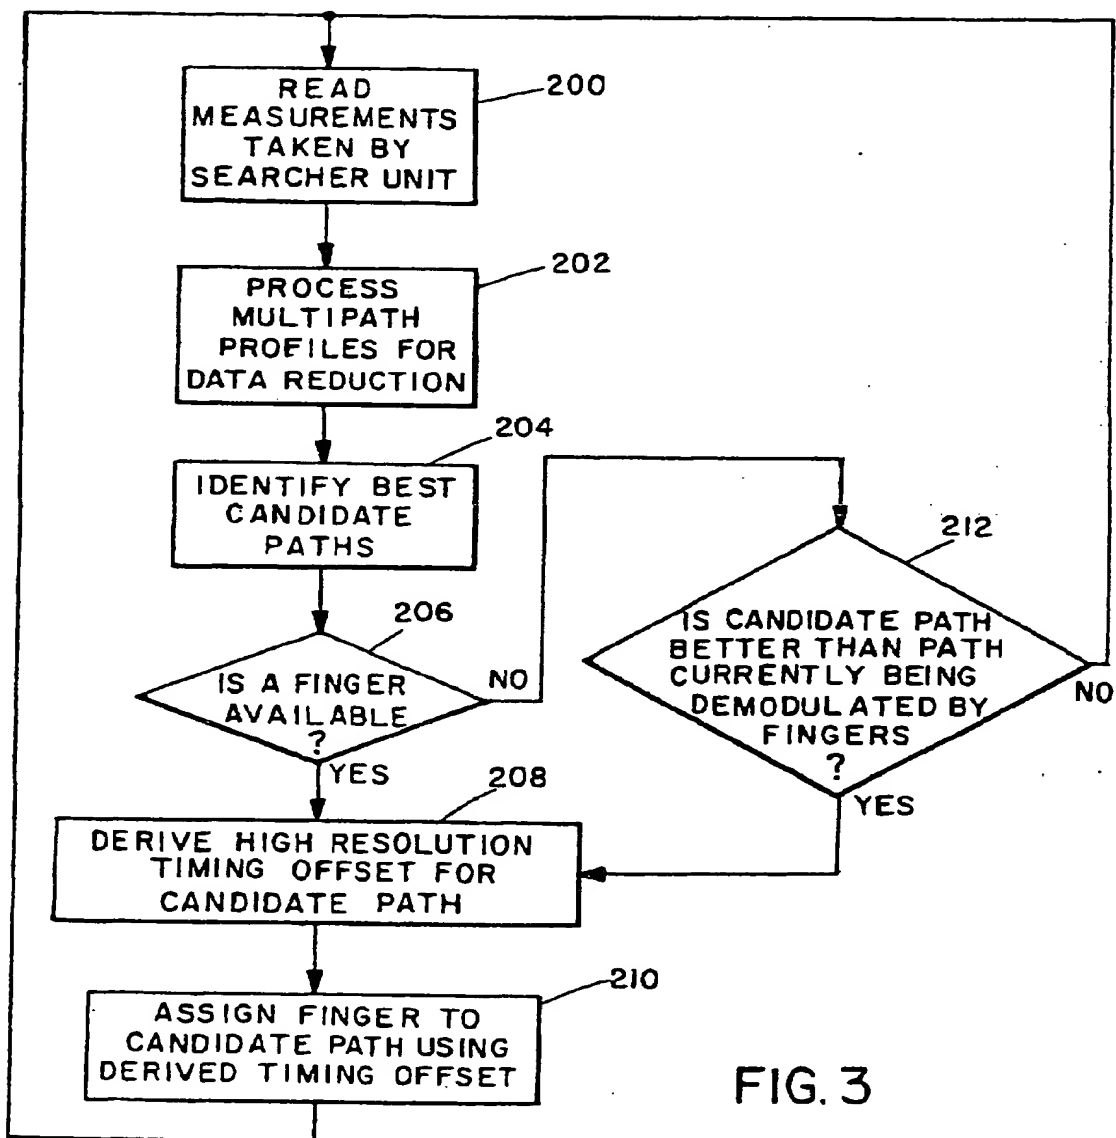 READ
MEASUREMENTS
TAKEN BY
SEARCHER UNIT
200
PROCESS
MULTIPATH
PROFILES FOR
DATA REDUCTION
202
IDENTIFY BEST
CANDIDATE
PATHS
204
IS A FINGER
AVAILABLE
?
206
NO
YES
IS CANDIDATE PATH
BETTER THAN PATH
CURRENTLY BEING
DEMODULATED BY
FINGERS
?
212
NO
YES
DERIVE HIGH RESOLUTION
TIMING OFFSET FOR
CANDIDATE PATH
208
ASSIGN FINGER TO
CANDIDATE PATH USING
DERIVED TIMING OFFSET
210
FIG. 3